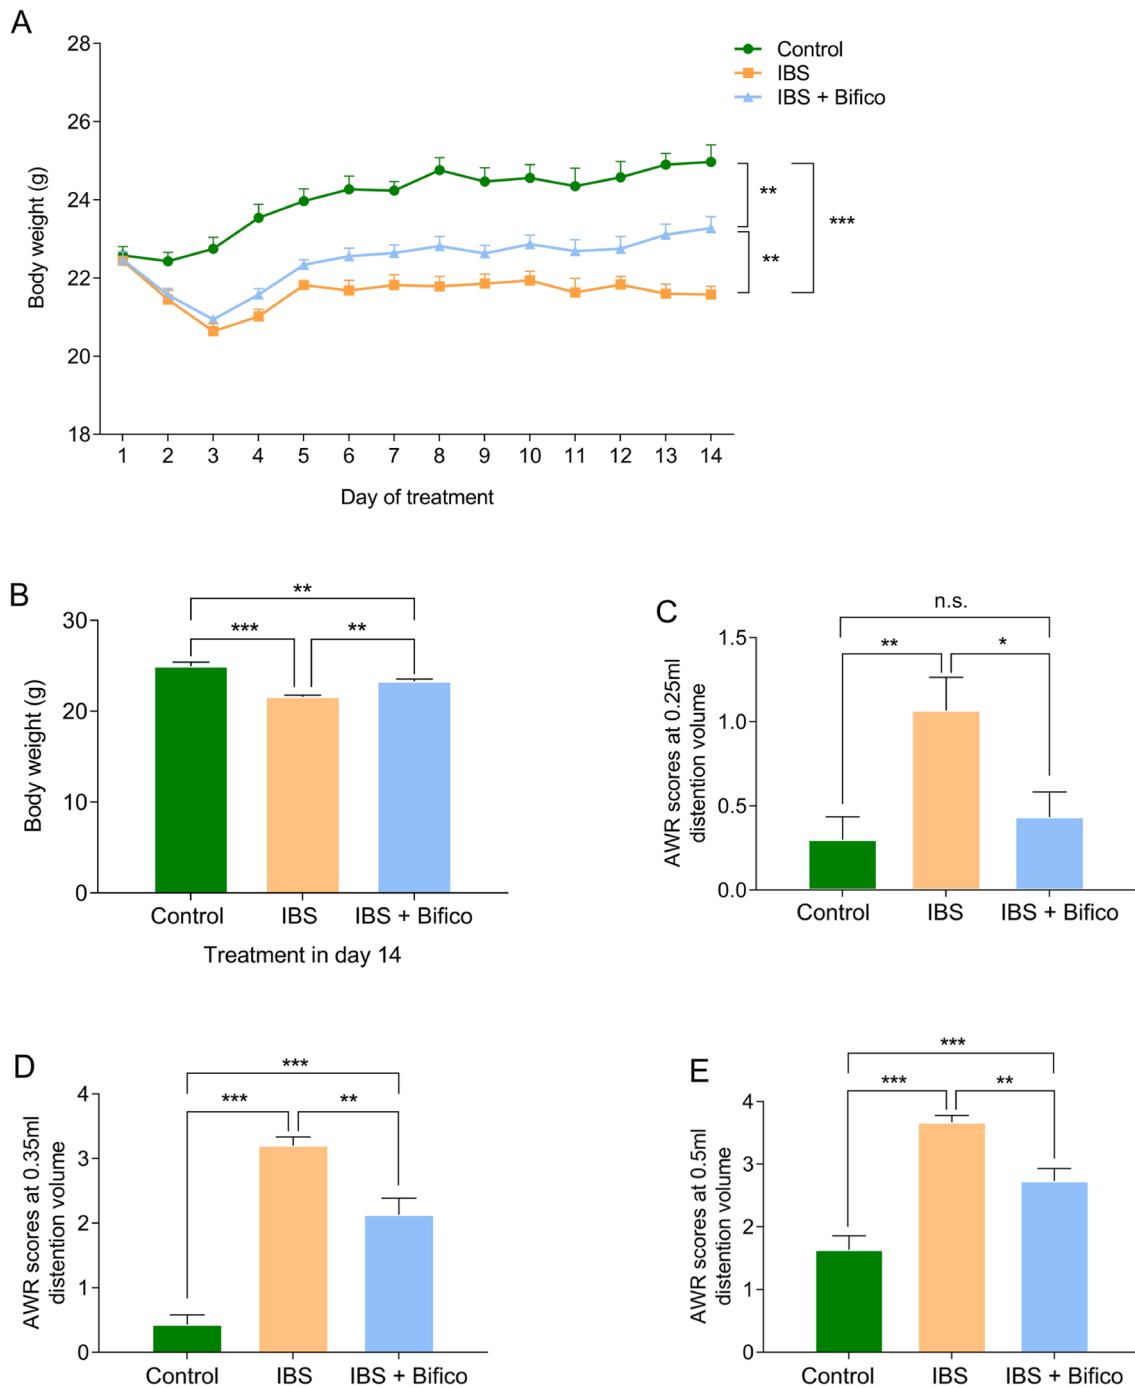 A
28
26
24
22
20
18
Body weight (g)
1 2 3 4 5 6 7 8 9 10 11 12 13 14
Day of treatment
Control
IBS
IBS + Bifico
**
**
***
B
30
20
10
0
Body weight (g)
**
*** **
Control IBS IBS + Bifico
Treatment in day 14
C
1.5
1.0
0.5
0.0
AWR scores at 0.25ml
distention volume
n.s.
** *
Control IBS IBS + Bifico
D
4
3
2
1
0
AWR scores at 0.35ml
distention volume
***
*** **
Control IBS IBS + Bifico
E
4
3
2
1
0
AWR scores at 0.5ml
distention volume
***
*** **
Control IBS IBS + Bifico